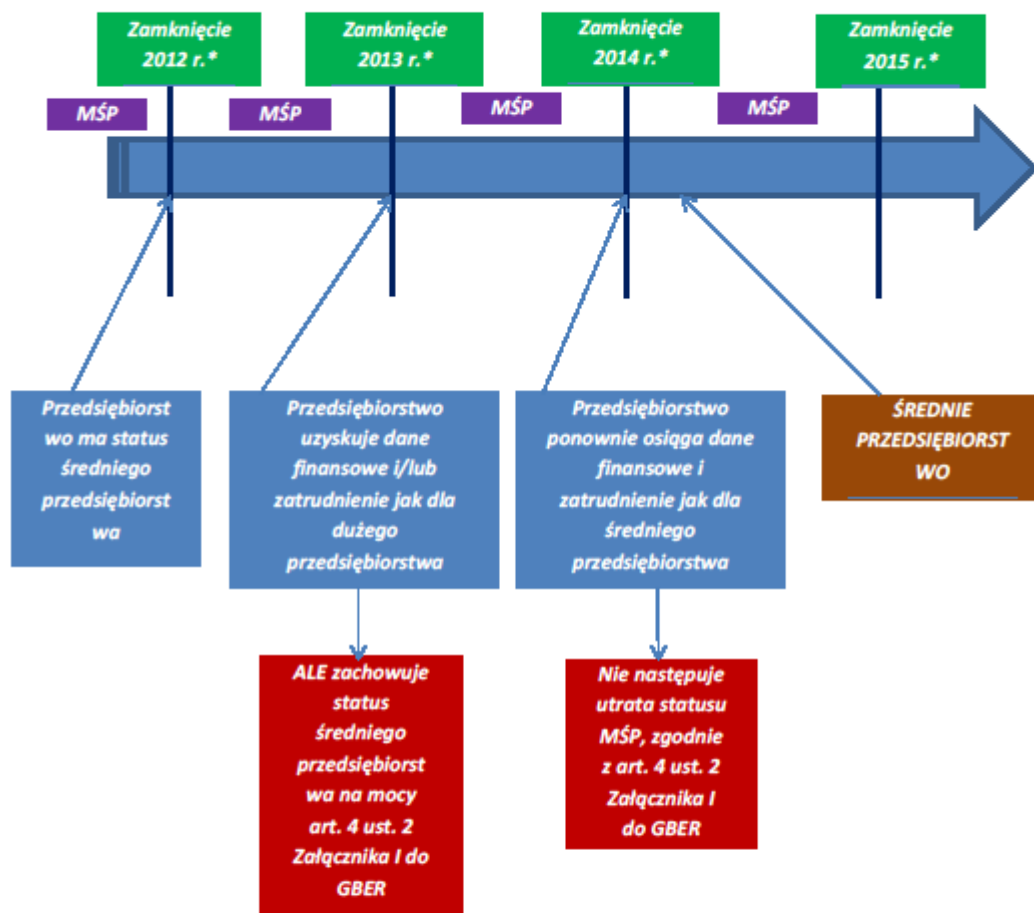 Zamknięcie
2012 r.*
Zamknięcie
2013 r.*
Zamknięcie
2014 r.*
Zamknięcie
2015 r.*
MŚP
MŚP
MŚP
MŚP
Przedsiębiorst
wo ma status
średniego
przedsiębiorst
wa
Przedsiębiorstwo
uzyskuje dane
finansowe i/lub
zatrudnienie jak dla
dużego
przedsiębiorstwa
Przedsiębiorstwo
ponownie osiąga dane
finansowe i
zatrudnienie jak dla
średniego
przedsiębiorstwa
ŚREDNIE
PRZEDSIĘBIORST
WO
ALE zachowuje
status
średniego
przedsiębiorst
wa na mocy
art. 4 ust. 2
Załącznika I do
GBER
Nie następuje
utrata statusu
MŚP, zgodnie
z art. 4 ust. 2
Załącznika I
do GBER